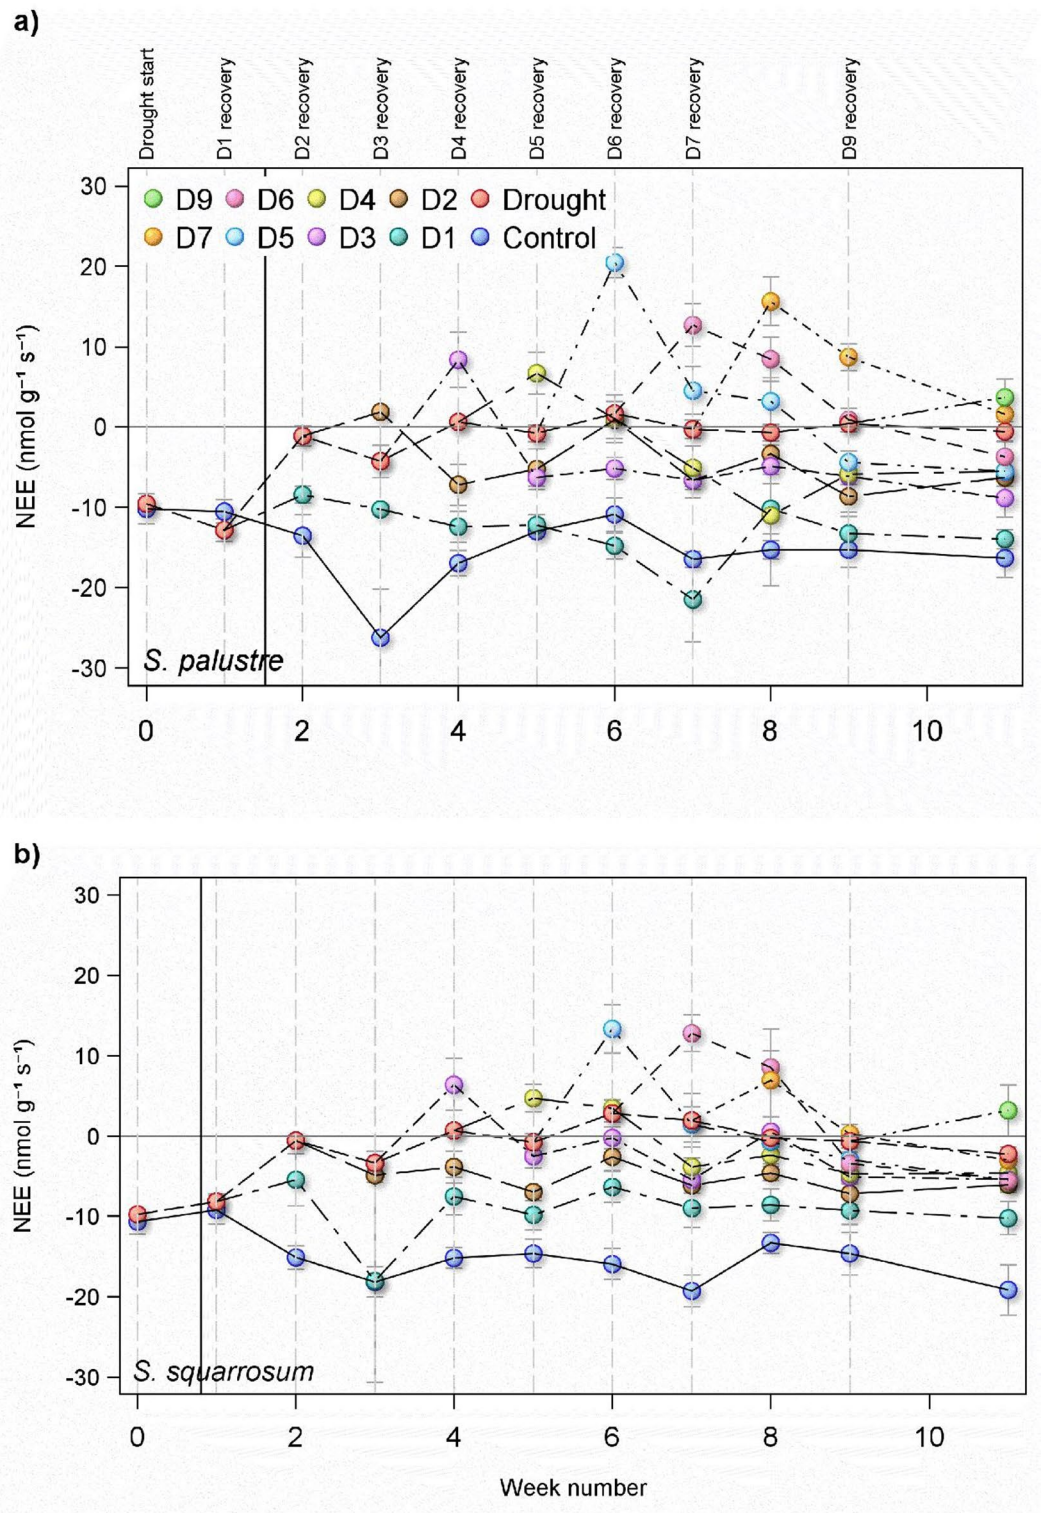 a)
Drought start
D1 recovery
D2 recovery
D3 recovery
D4 recovery
D5 recovery
D6 recovery
D7 recovery
D9 recovery
D9 D6 D4 D2 Drought
D7 D5 D3 D1 Control
30
20
10
0
-10
-20
-30
NEE (nmol g⁻¹ s⁻¹)
S. palustre
0 2 4 6 8 10
b)
30
20
10
0
-10
-20
-30
NEE (nmol g⁻¹ s⁻¹)
S. squarrosum
0 2 4 6 8 10
Week number